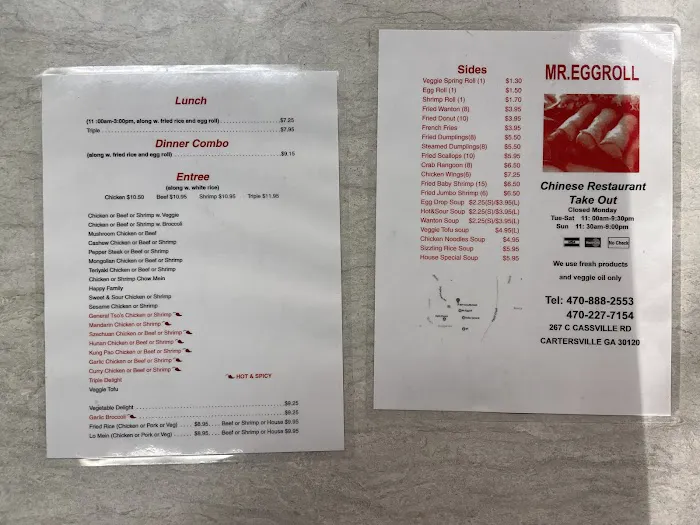 Lunch
(11 :00am-3:00pm, along w. fried rice and egg roll) $7.25
Triple $7.95
Dinner Combo
(along w. fried rice and egg roll) $9.15
Entree
(along w. white rice)
Chicken $10.50 Beef $10.95 Shrimp $10.95 Triple $11.95
Chicken or Beef or Shrimp w. Veggie
Chicken or Beef or Shrimp w. Broccoli
Mushroom Chicken or Beef
Cashew Chicken or Beef or Shrimp
Pepper Steak or Beef or Shrimp
Mongolian Chicken or Beef or Shrimp
Teriyaki Chicken or Beef or Shrimp
Chicken or Shrimp Chow Mein
Happy Family
Sweet & Sour Chicken or Shrimp
Sesame Chicken or Shrimp
General Tso's Chicken or Shrimp
Mandarin Chicken or Shrimp
Szechuan Chicken or Beef or Shrimp
Hunan Chicken or Beef or Shrimp
Kung Pao Chicken or Beef or Shrimp
Garlic Chicken or Beef or Shrimp
Curry Chicken or Beef or Shrimp
Triple Delight
HOT & SPICY
Veggie Tofu
Vegetable Delight $9.25
Garlic Broccoli $9.25
Fried Rice (Chicken or Pork or Veg) $8.95 Beef or Shrimp or House $9.95
Lo Mein (Chicken or Pork or Veg) $8.95 Beef or Shrimp or House $9.95
Sides
Veggie Spring Roll (1) $1.30
Egg Roll (1) $1.50
Shrimp Roll (1) $1.70
Fried Wanton (8) $3.95
Fried Donut (10) $3.95
French Fries $3.95
Fried Dumplings(8) $5.50
Steamed Dumplings(8) $5.50
Fried Scallops (10) $5.95
Crab Rangoon (8) $6.50
Chicken Wings(6) $7.25
Fried Baby Shrimp (15) $6.50
Fried Jumbo Shrimp (6) $6.50
Egg Drop Soup $2.25(S)/$3.95(L)
Hot&Sour Soup $2.25(S)/$3.95(L)
Wanton Soup $2.25(S)/$3.95(L)
Veggie Tofu soup $4.95(L)
Chicken Noodles Soup $4.95
Sizzling Rice Soup $5.95
House Special Soup $5.95
MR.EGGROLL
Chinese Restaurant
Take Out
Closed Monday
Tue-Sat 11: 00am-9:30pm
Sun 11: 30am-9:00pm
No Check
We use fresh products
and veggie oil only
Tel: 470-888-2553
470-227-7154
267 C CASSVILLE RD
CARTERSVILLE GA 30120